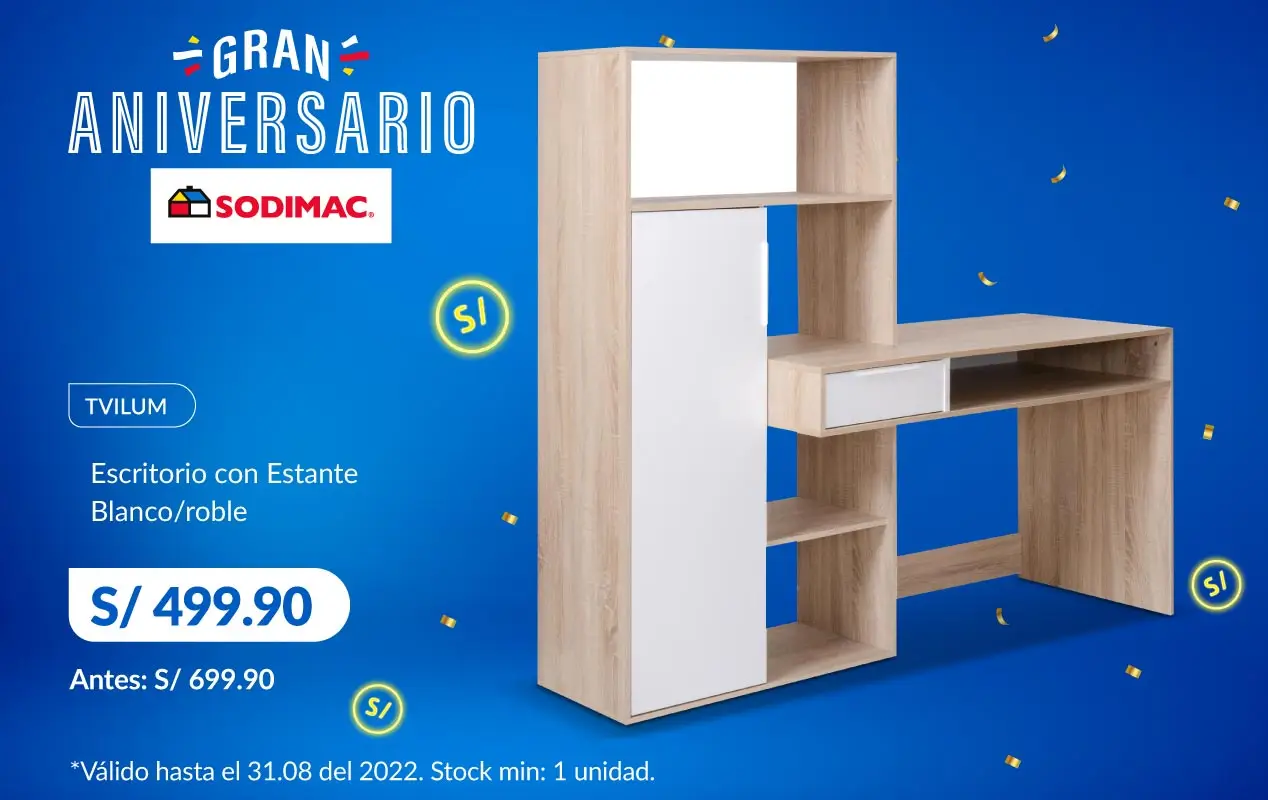 GRAN
ANIVERSARIO
SODIMAC®
S/
TVILUM
Escritorio con Estante
Blanco/roble
S/ 499.90
S/
Antes: S/ 699.90
S/
*Válido hasta el 31.08 del 2022. Stock min: 1 unidad.